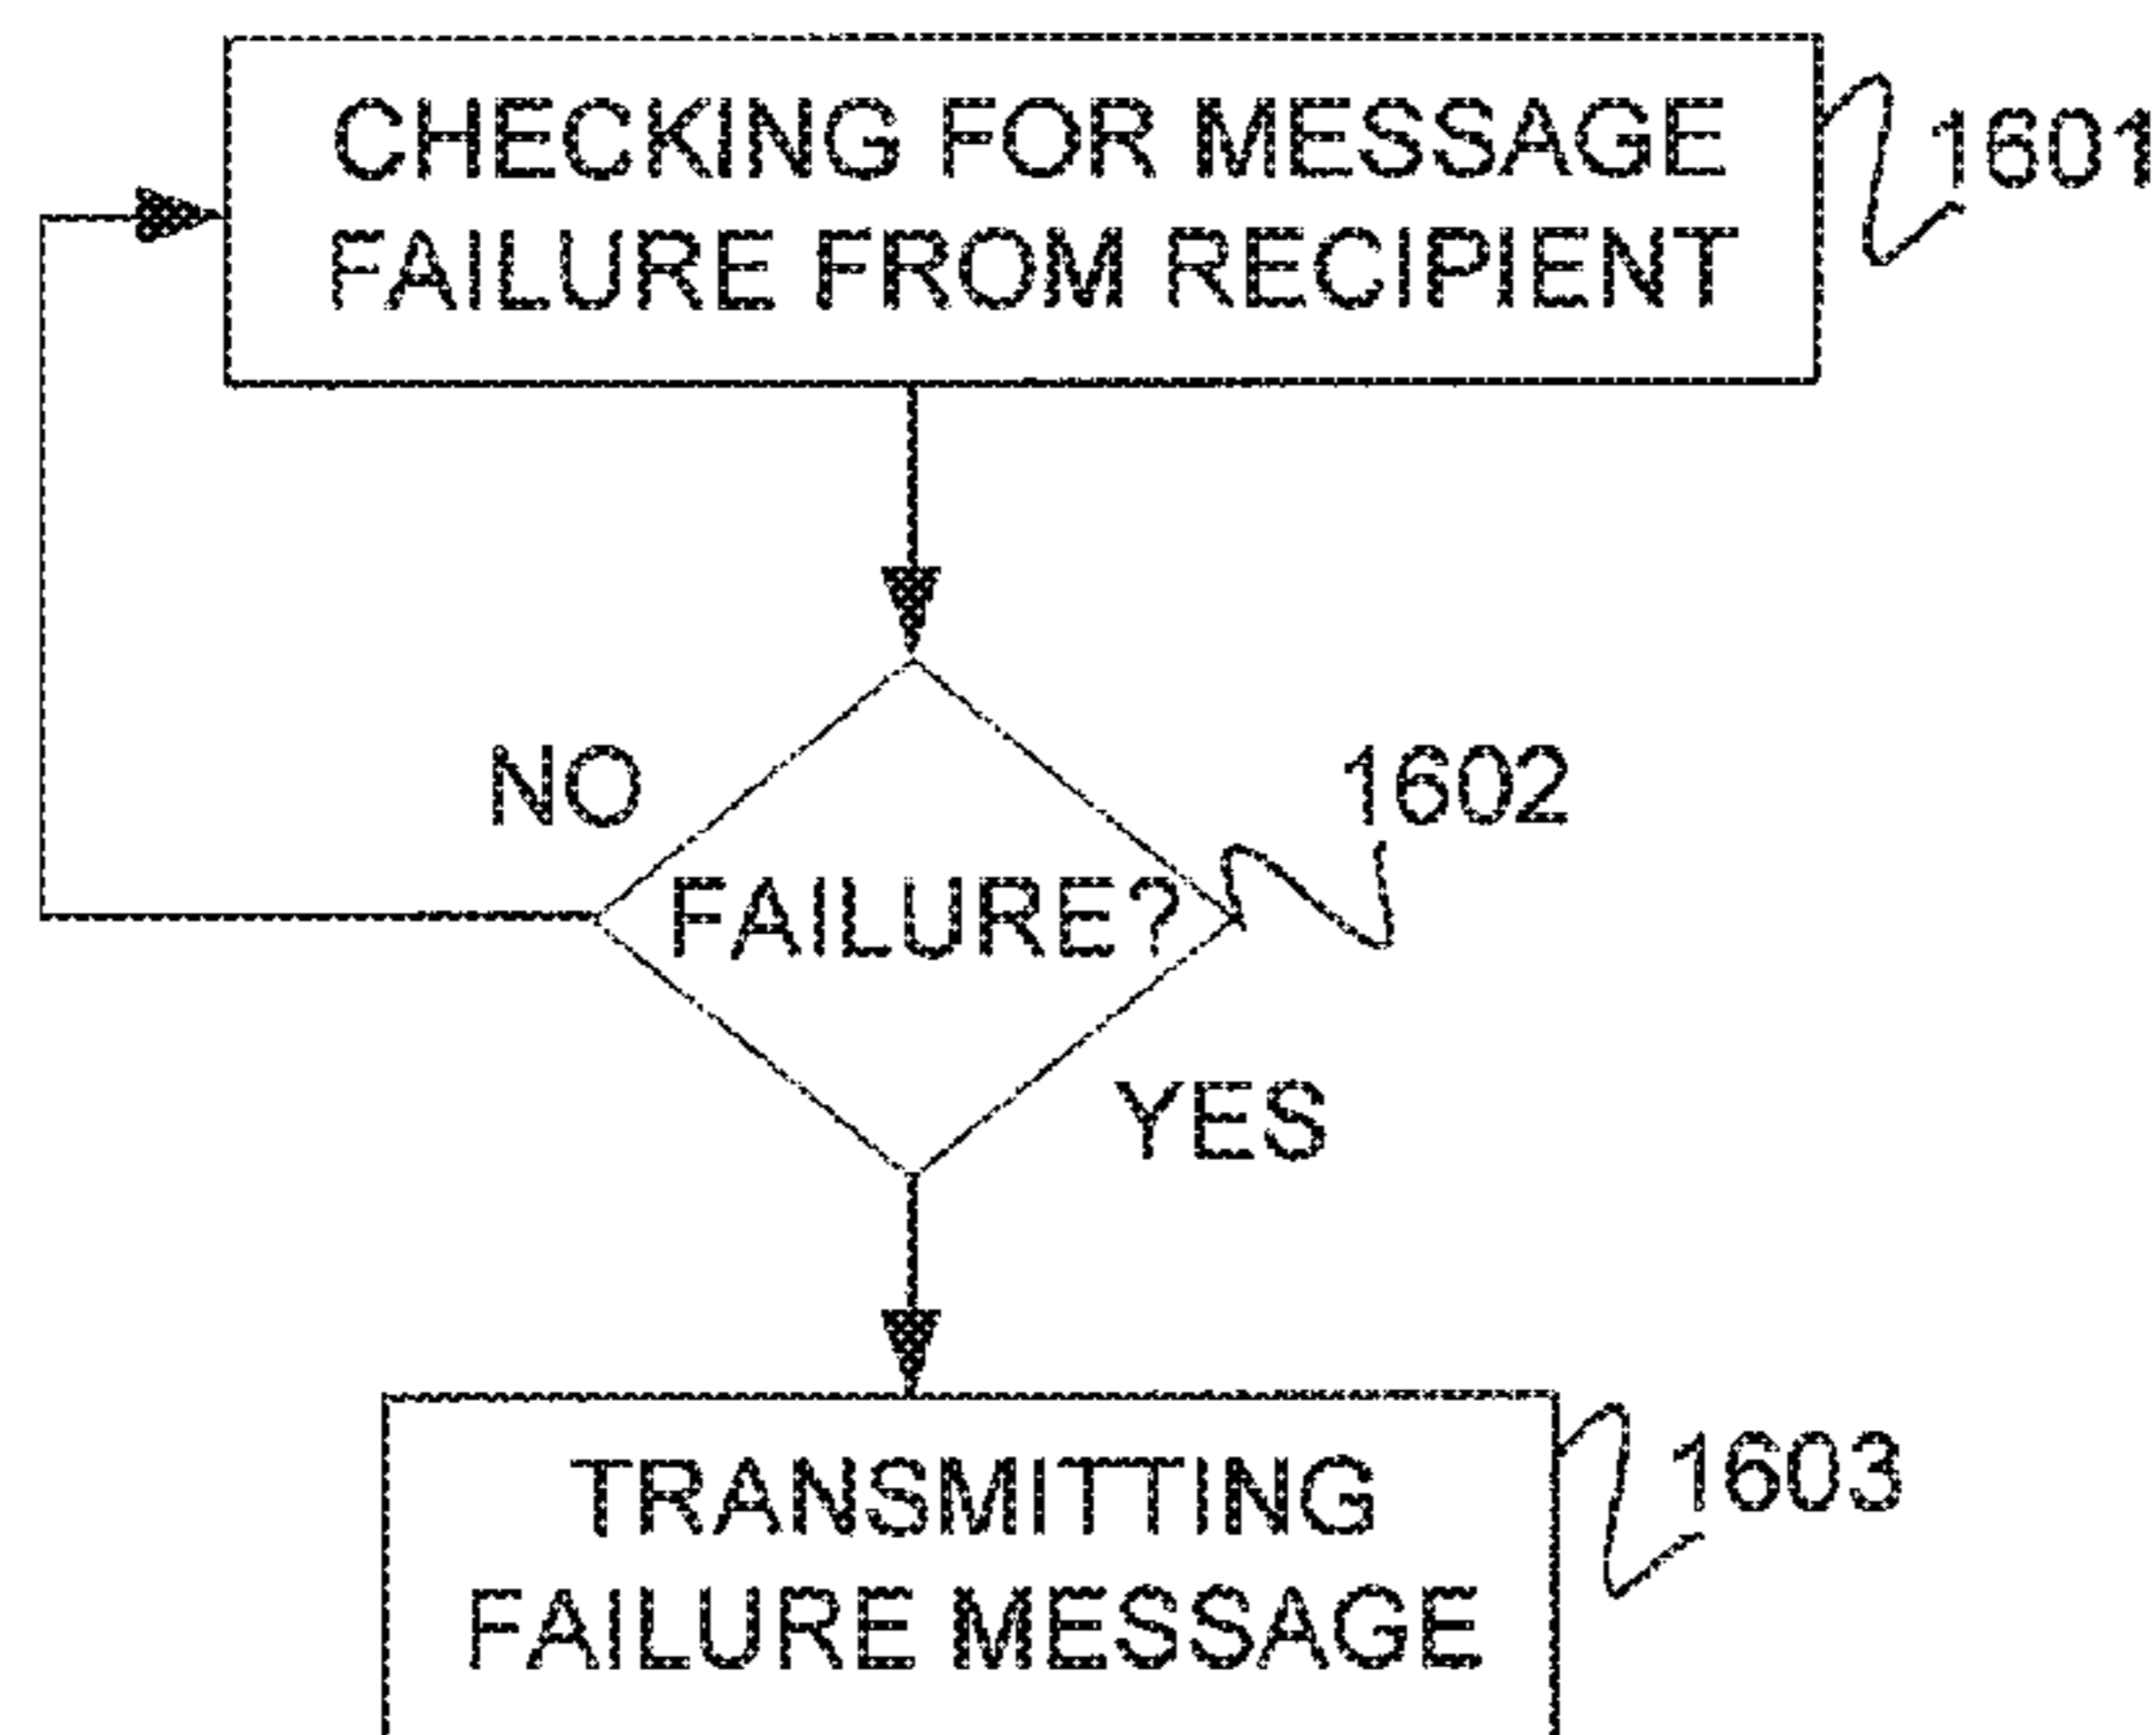 CHECKING FOR MESSAGE
FAILURE FROM RECIPIENT
1601
NO
1602
FAILURE?
YES
TRANSMITTING
FAILURE MESSAGE
1603